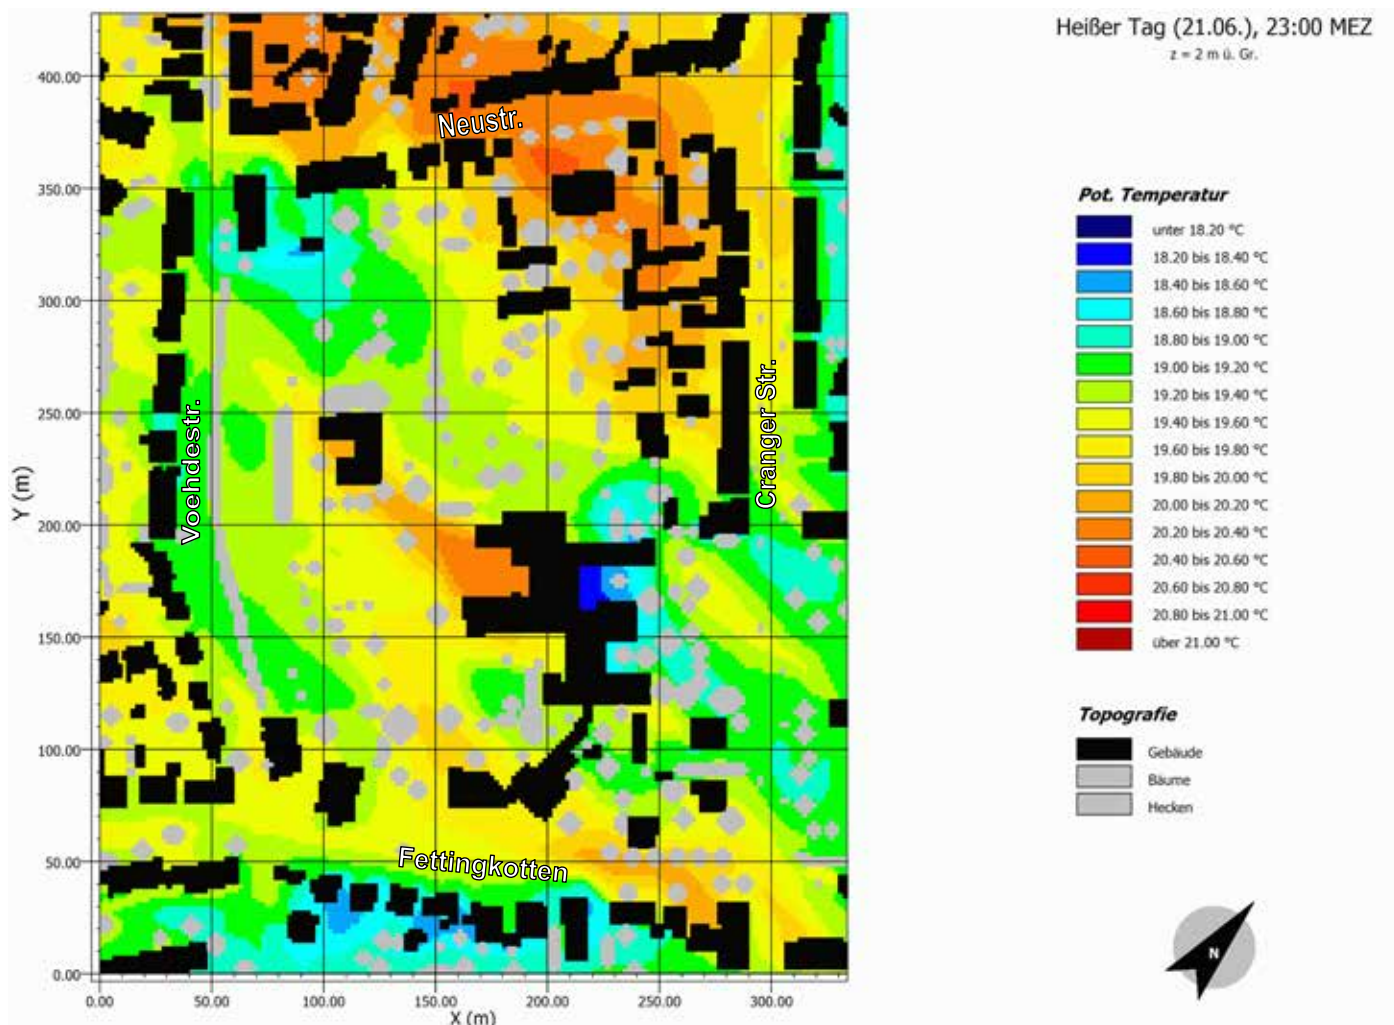 Heißer Tag (21.06.), 23:00 MEZ
z = 2 m ü. Gr.
400.00
350.00
300.00
250.00
200.00
150.00
100.00
50.00
0.00
Y (m)
0.00
50.00
100.00
150.00
200.00
250.00
300.00
X (m)
Neustr.
Voehdestr.
Cranger Str.
Fettingkotten
Pot. Temperatur
unter 18.20 °C
18.20 bis 18.40 °C
18.40 bis 18.60 °C
18.60 bis 18.80 °C
18.80 bis 19.00 °C
19.00 bis 19.20 °C
19.20 bis 19.40 °C
19.40 bis 19.60 °C
19.60 bis 19.80 °C
19.80 bis 20.00 °C
20.00 bis 20.20 °C
20.20 bis 20.40 °C
20.40 bis 20.60 °C
20.60 bis 20.80 °C
20.80 bis 21.00 °C
über 21.00 °C
Topografie
Gebäude
Bäume
Hecken
N